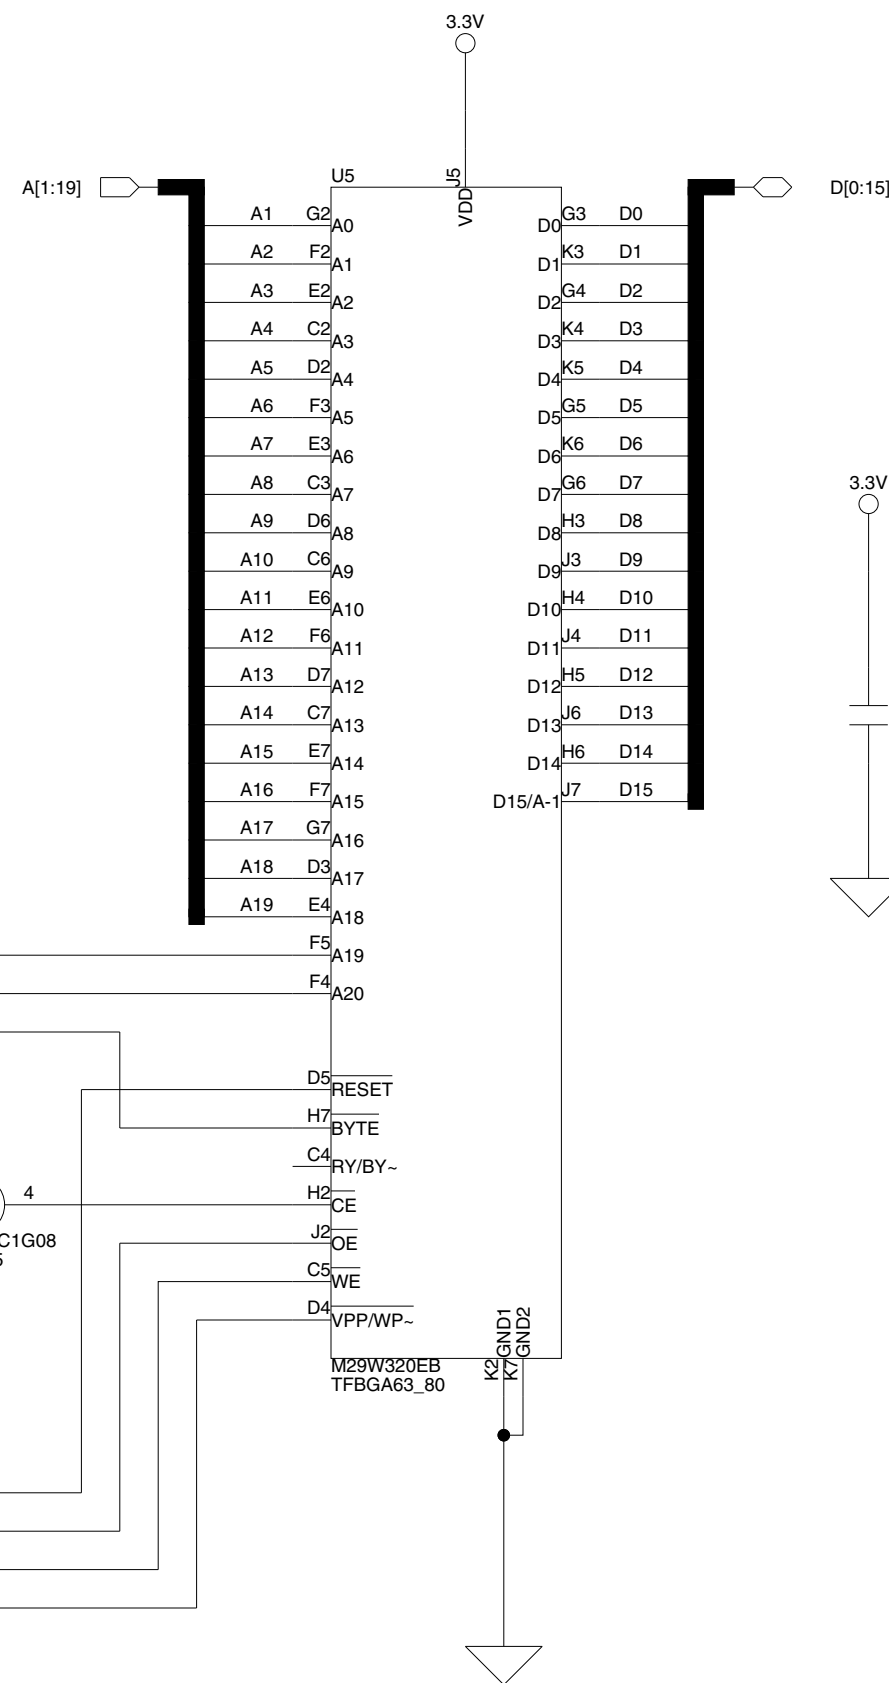 3.3V
A[1:19]
U5
J5
VDD
D[0:15]
A1 G2 A0 D0 G3 D0
A2 F2 A1 D1 K3 D1
A3 E2 A2 D2 G4 D2
A4 C2 A3 D3 K4 D3
A5 D2 A4 D4 K5 D4
A6 F3 A5 D5 G5 D5
A7 E3 A6 D6 K6 D6
A8 C3 A7 D7 G6 D7
3.3V
A9 D6 A8 D8 H3 D8
A10 C6 A9 D9 J3 D9
A11 E6 A10 D10 H4 D10
A12 F6 A11 D11 J4 D11
A13 D7 A12 D12 H5 D12
A14 C7 A13 D13 J6 D13
A15 E7 A14 D14 H6 D14
A16 F7 A15 D15/A-1 J7 D15
A17 G7 A16
A18 D3 A17
A19 E4 A18
F5 A19
F4 A20
D5 RESET
H7 BYTE
C4 RY/BY~
4 H2 CE
C1G08
J2 OE
C5 WE
D4 VPP/WP~
GND1
GND2
M29W320EB
TFBGA63_80
K2
K7